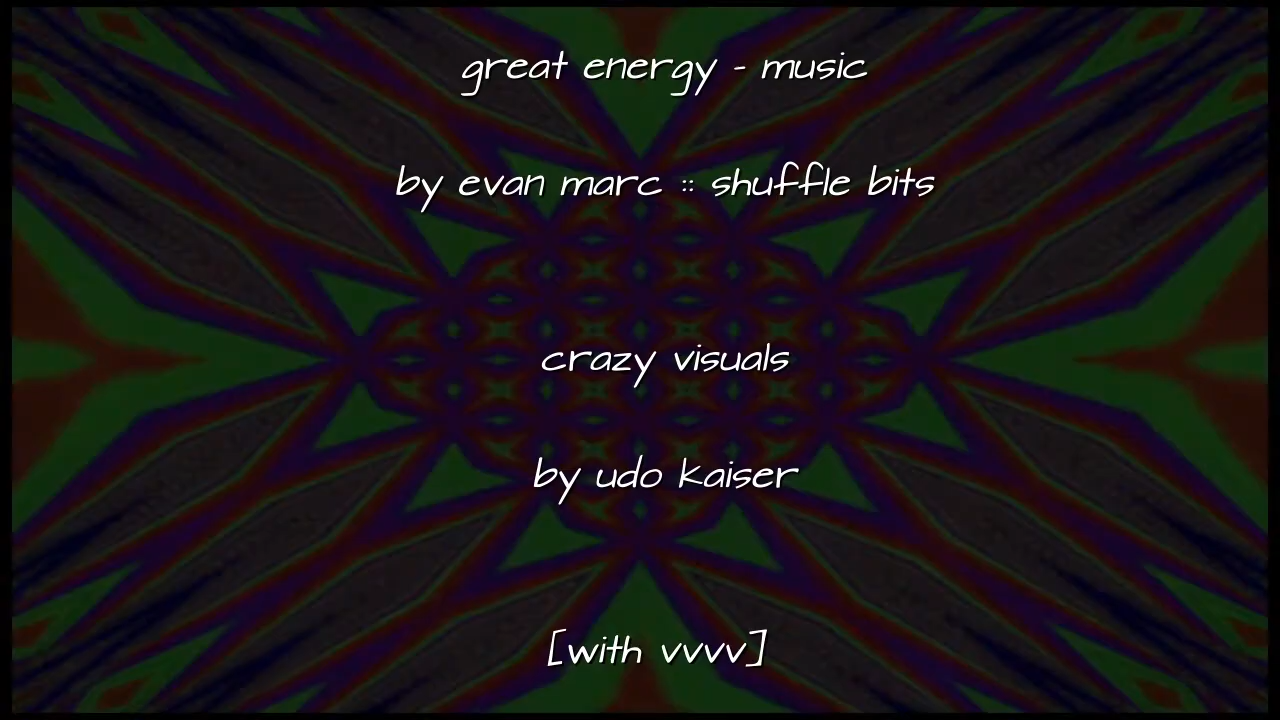 great energy - music
by evan marc :: shuffle bits
crazy visuals
by udo kaiser
[with vvvv]